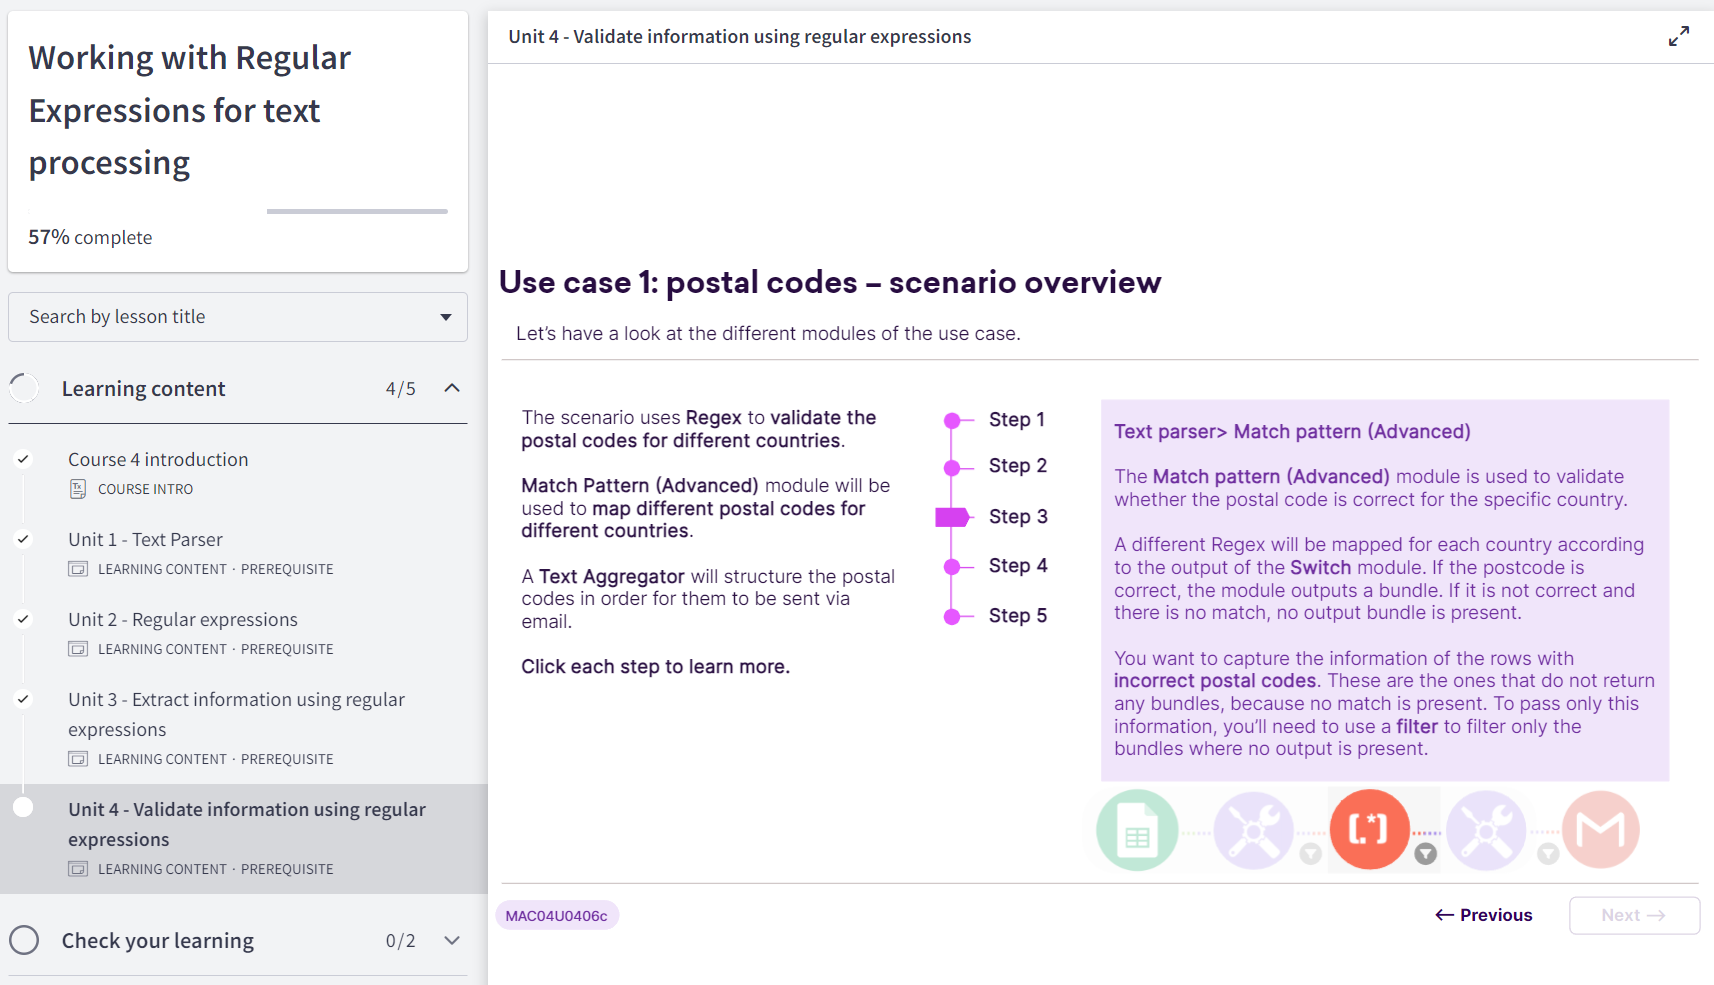 Working with Regular
Expressions for text
processing
57% complete
Search by lesson title
Learning content 4/5
Course 4 introduction
COURSE INTRO
Unit 1 - Text Parser
LEARNING CONTENT · PREREQUISITE
Unit 2 - Regular expressions
LEARNING CONTENT · PREREQUISITE
Unit 3 - Extract information using regular
expressions
LEARNING CONTENT · PREREQUISITE
Unit 4 - Validate information using regular
expressions
LEARNING CONTENT · PREREQUISITE
Check your learning 0/2
Unit 4 - Validate information using regular expressions
Use case 1: postal codes – scenario overview
Let's have a look at the different modules of the use case.
The scenario uses Regex to validate the
postal codes for different countries.
Match Pattern (Advanced) module will be
used to map different postal codes for
different countries.
A Text Aggregator will structure the postal
codes in order for them to be sent via
email.
Click each step to learn more.
Step 1
Step 2
Step 3
Step 4
Step 5
Text parser> Match pattern (Advanced)
The Match pattern (Advanced) module is used to validate
whether the postal code is correct for the specific country.
A different Regex will be mapped for each country according
to the output of the Switch module. If the postcode is
correct, the module outputs a bundle. If it is not correct and
there is no match, no output bundle is present.
You want to capture the information of the rows with
incorrect postal codes. These are the ones that do not return
any bundles, because no match is present. To pass only this
information, you'll need to use a filter to filter only the
bundles where no output is present.
[.*]
MAC04U0406c
← Previous
Next →